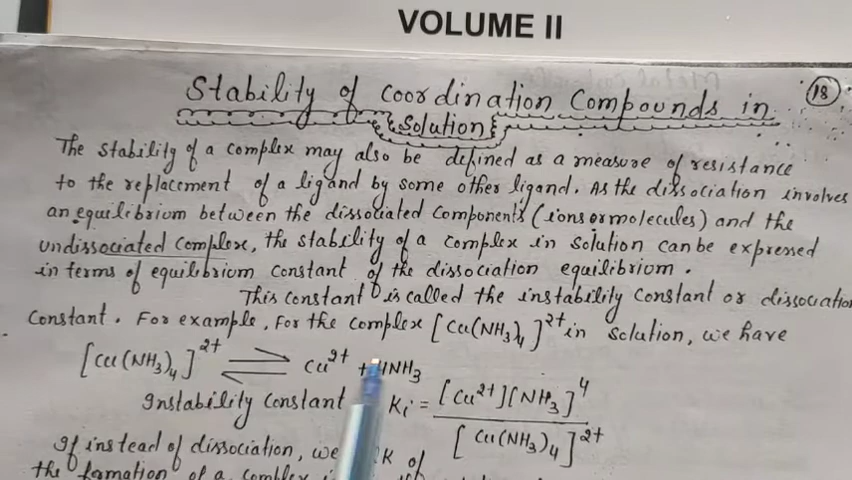 VOLUME II
18
Stability of Coordination Compounds in
Solution
The Stability of a complex may also be defined as a measure of resistance
to the replacement of a ligand by some other ligand. As the dissociation involves
an equilibrium between the dissociated Components (ions or molecules) and the
undissociated Complex, the stability of a complex in solution can be expressed
in terms of equilibrium constant of the dissociation equilibrium.
This constant is called the instability Constant or dissociation
Constant. For example, For the complex [Cu(NH3)4]2+ in solution, we have
[Cu(NH3)4]2+ ⇌ Cu2+ + 4NH3
Instability Constant Ki = [Cu2+][NH3]4 / [Cu(NH3)4]2+
If instead of dissociation, we of
the formation of a complex